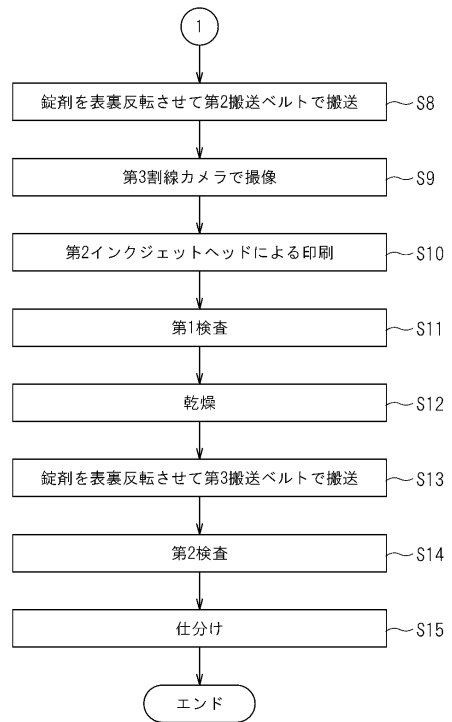 1
錠剤を表裏反転させて第2搬送ベルトで搬送 S8
第3割線カメラで撮像 S9
第2インクジェットヘッドによる印刷 S10
第1検査 S11
乾燥 S12
錠剤を表裏反転させて第3搬送ベルトで搬送 S13
第2検査 S14
仕分け S15
エンド